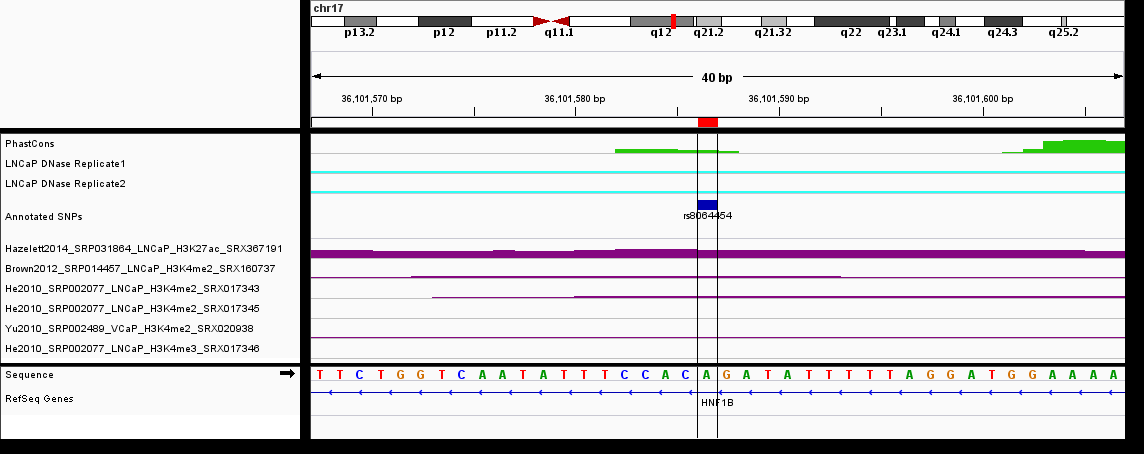 chr17
p13.2 p12 p11.2 q11.1 q12 q21.2 q21.32 q22 q23.1 q24.1 q24.3 q25.2
40 bp
36,101,570 bp 36,101,580 bp 36,101,590 bp 36,101,600 bp
PhastCons
LNCaP DNase Replicate1
LNCaP DNase Replicate2
Annotated SNPs
rs8064454
Hazelett2014_SRP031864_LNCaP_H3K27ac_SRX367191
Brown2012_SRP014457_LNCaP_H3K4me2_SRX160737
He2010_SRP002077_LNCaP_H3K4me2_SRX017343
He2010_SRP002077_LNCaP_H3K4me2_SRX017345
Yu2010_SRP002489_VCaP_H3K4me2_SRX020938
He2010_SRP002077_LNCaP_H3K4me3_SRX017346
Sequence T T C T G G T C A A T A T T T C C A C A G A T A T T T T T A G G A T G G A A A A
RefSeq Genes
HNF1B